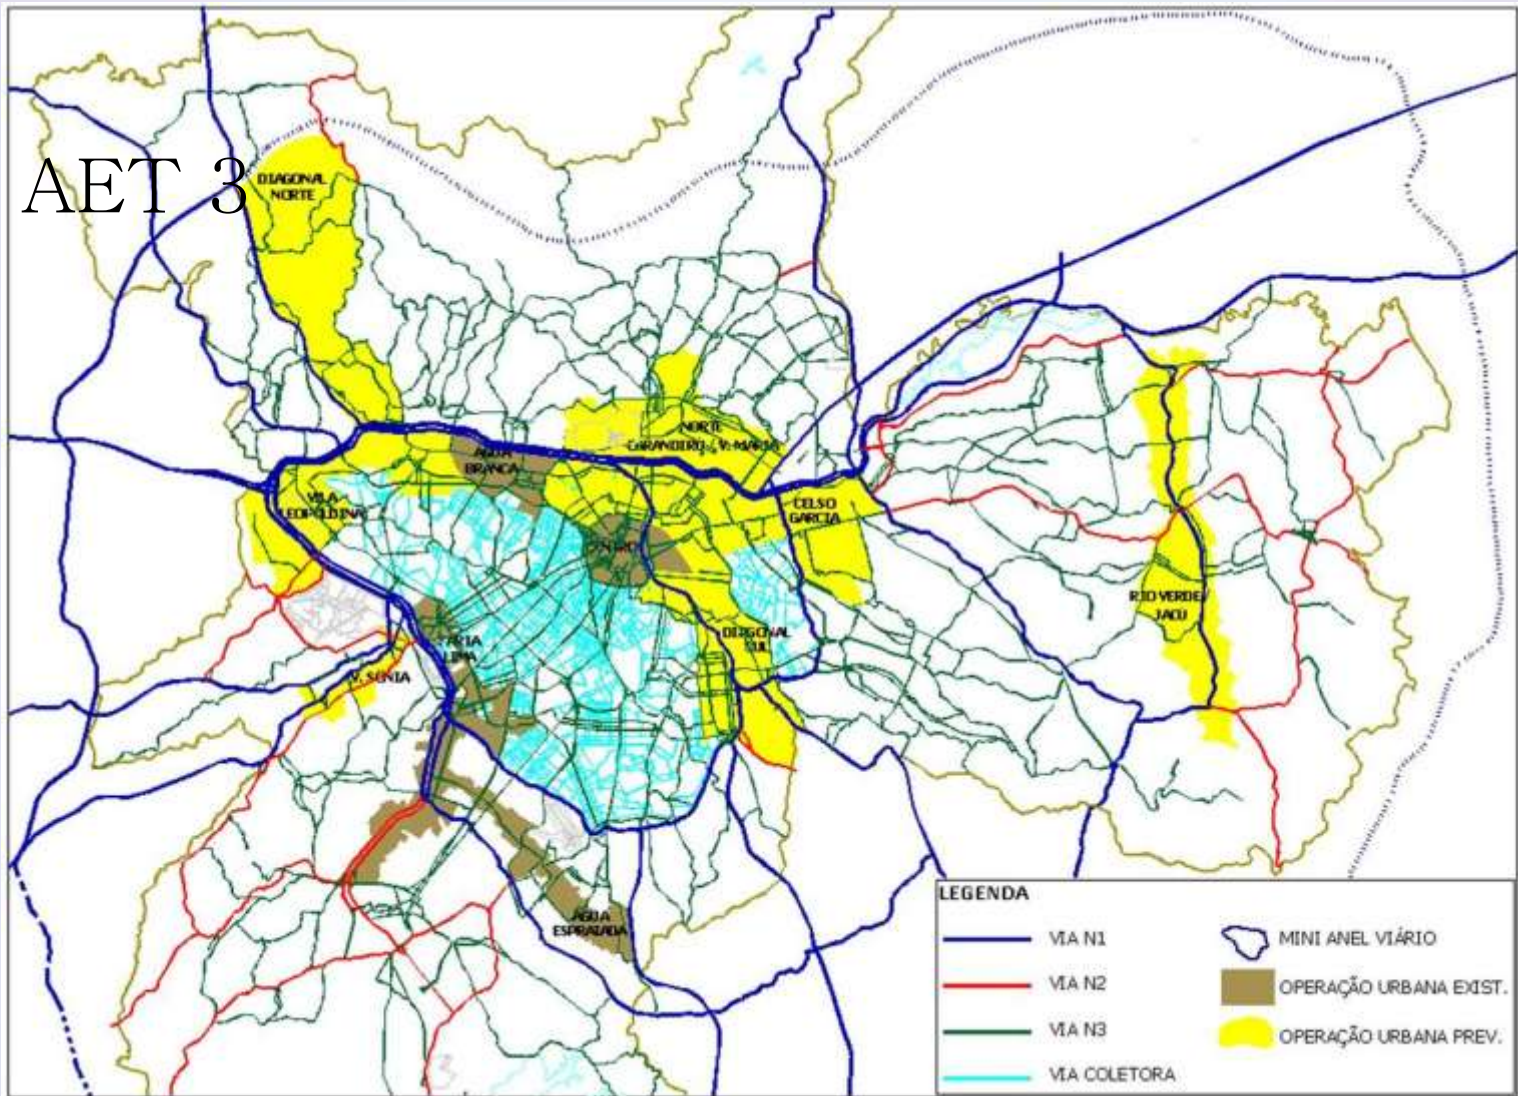 AET 3
DIAGONAL
NORTE
NORTE
CARANDIRU / V. MARIA
ÁGUA
BRANCA
VILA
LEOPOLDINA
CELSO
GARCIA
CENTRO
RIO VERDE/
JACU
DIAGONAL
SUL
FARIA
LIMA
V. SÔNIA
ÁGUA
ESPRAIADA
LEGENDA
VIA N1
VIA N2
VIA N3
VIA COLETORA
MINI ANEL VIÁRIO
OPERAÇÃO URBANA EXIST.
OPERAÇÃO URBANA PREV.